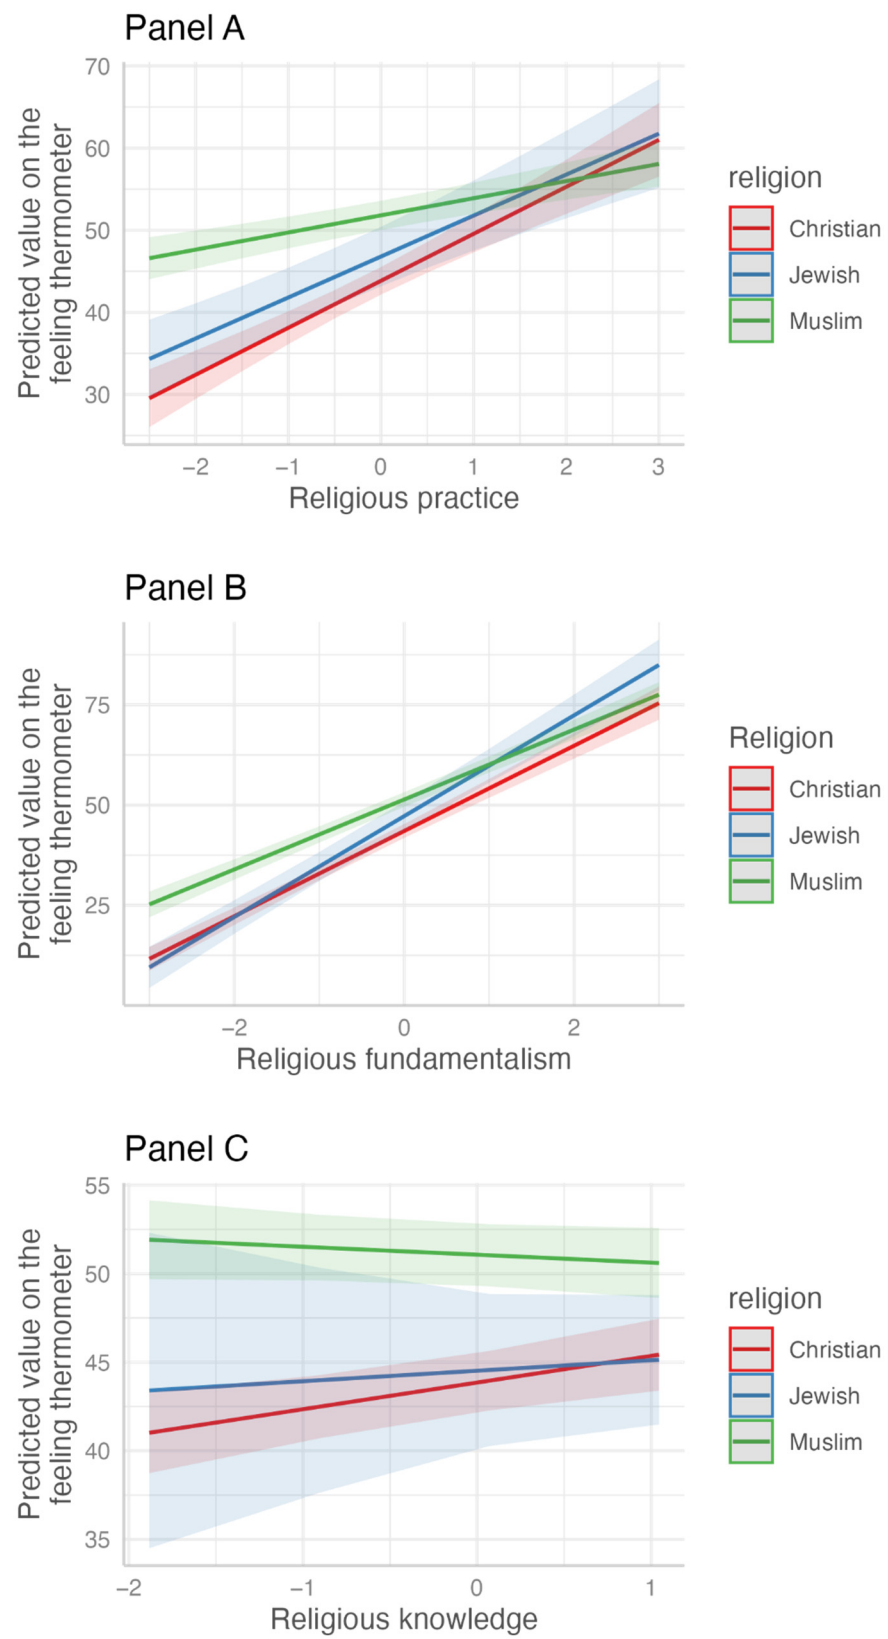 Panel A
Predicted value on the
feeling thermometer
70
60
50
40
30
−2 −1 0 1 2 3
Religious practice
religion
Christian
Jewish
Muslim
Panel B
Predicted value on the
feeling thermometer
75
50
25
−2 0 2
Religious fundamentalism
Religion
Christian
Jewish
Muslim
Panel C
Predicted value on the
feeling thermometer
55
50
45
40
35
−2 −1 0 1
Religious knowledge
religion
Christian
Jewish
Muslim